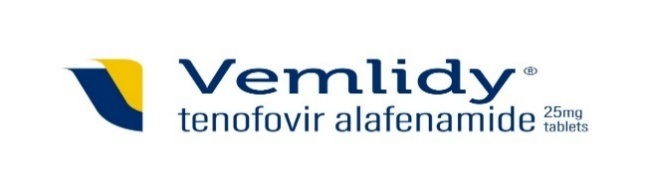 Vemlidy®
tenofovir alafenamide 25mg
tablets